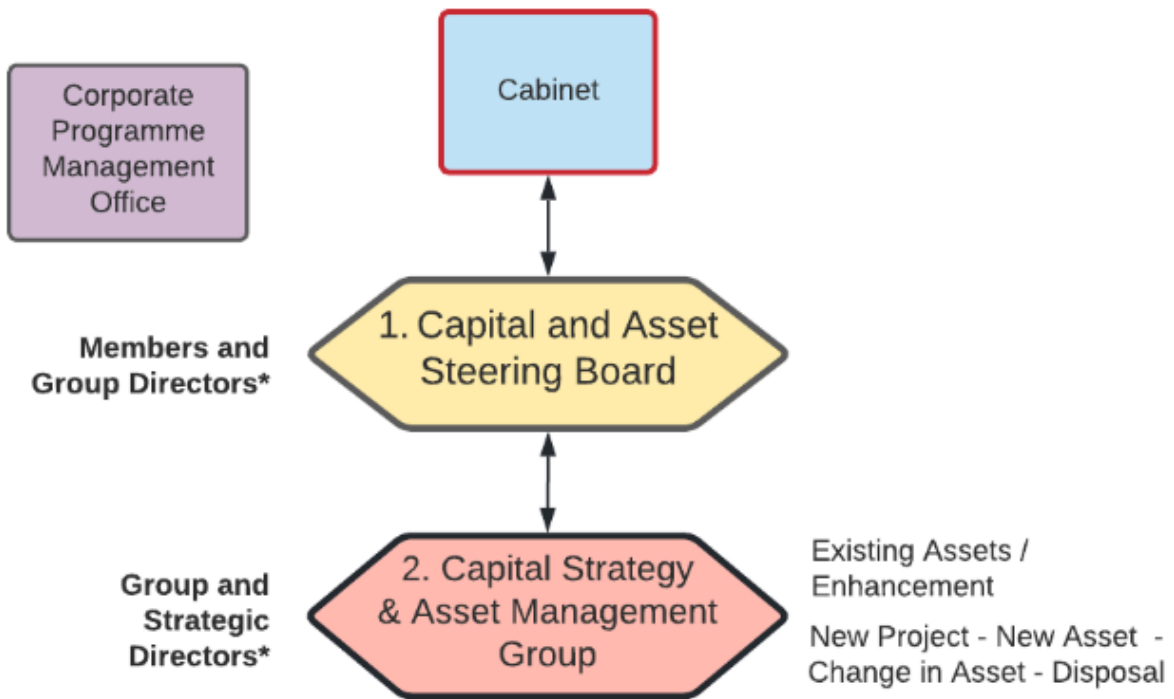 Cabinet
Corporate
Programme
Management
Office
1. Capital and Asset
Steering Board
Members and
Group Directors*
2. Capital Strategy
& Asset Management
Group
Group and
Strategic
Directors*
Existing Assets /
Enhancement
New Project - New Asset -
Change in Asset - Disposal